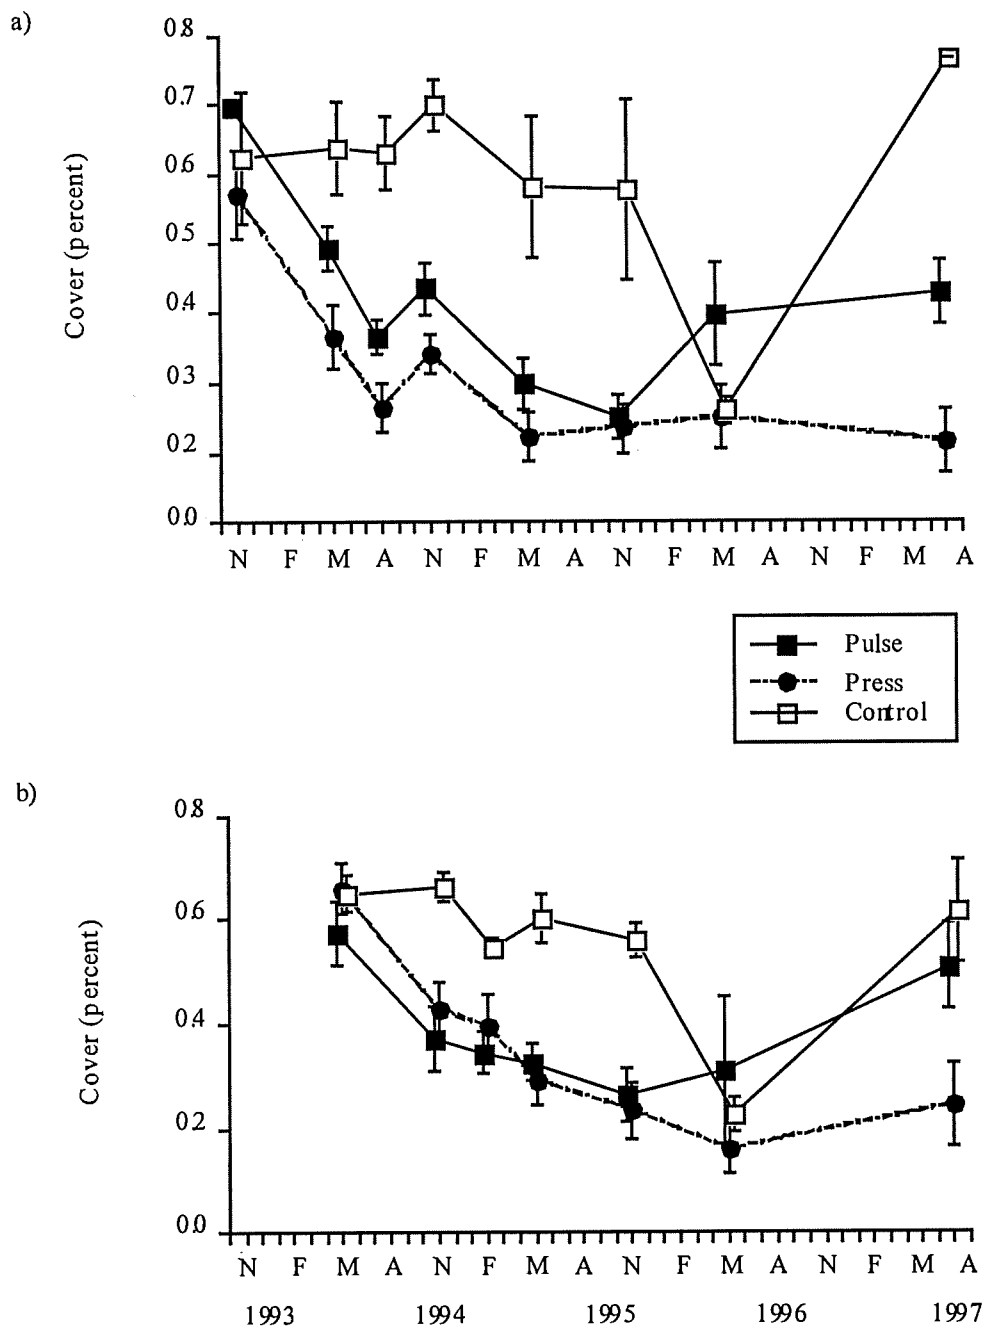 a)
0.8
0.7
0.6
0.5
0.4
0.3
0.2
0.0
Cover (percent)
N F M A N F M A N F M A N F M A
Pulse
Press
Control
b)
0.8
0.6
0.4
0.2
0.0
Cover (percent)
N F M A N F M A N F M A N F M A
1993 1994 1995 1996 1997